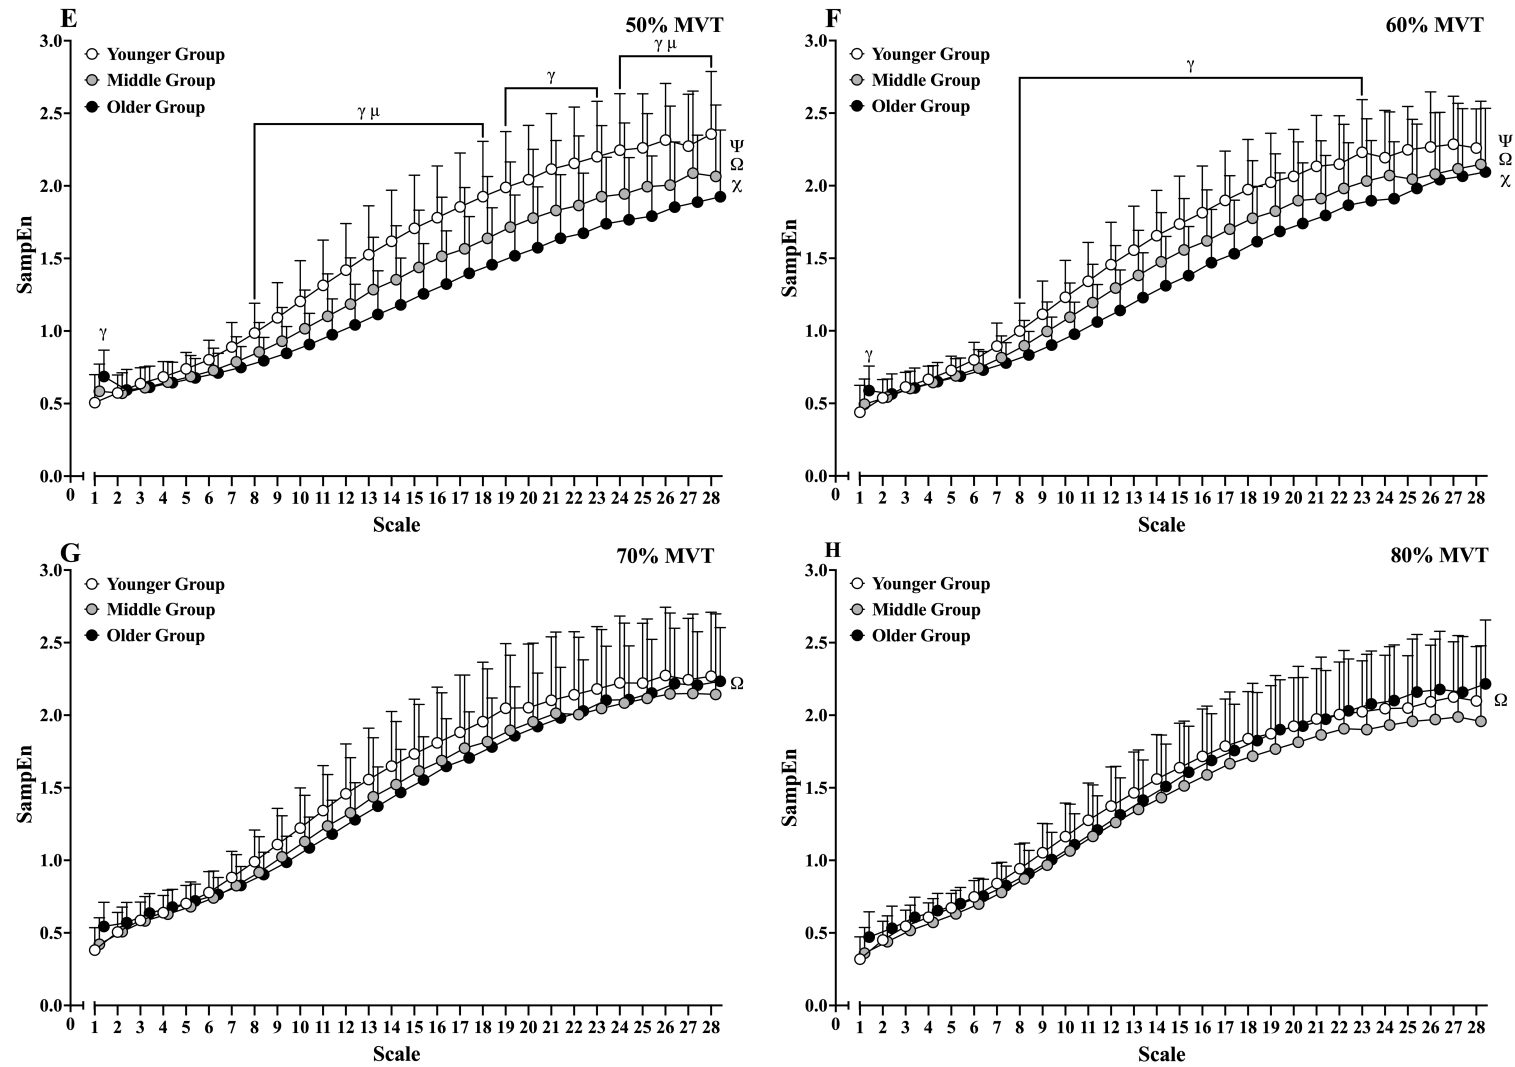 E
50% MVT
3.0
2.5
2.0
1.5
1.0
0.5
0.0
0
SampEn
Younger Group
Middle Group
Older Group
γ
γ μ
γ
γ μ
Ψ
Ω
χ
1 2 3 4 5 6 7 8 9 10 11 12 13 14 15 16 17 18 19 20 21 22 23 24 25 26 27 28
Scale
F
60% MVT
3.0
2.5
2.0
1.5
1.0
0.5
0.0
0
SampEn
Younger Group
Middle Group
Older Group
γ
γ
Ψ
Ω
χ
1 2 3 4 5 6 7 8 9 10 11 12 13 14 15 16 17 18 19 20 21 22 23 24 25 26 27 28
Scale
G
70% MVT
3.0
2.5
2.0
1.5
1.0
0.5
0.0
0
SampEn
Younger Group
Middle Group
Older Group
Ω
1 2 3 4 5 6 7 8 9 10 11 12 13 14 15 16 17 18 19 20 21 22 23 24 25 26 27 28
Scale
H
80% MVT
3.0
2.5
2.0
1.5
1.0
0.5
0.0
0
SampEn
Younger Group
Middle Group
Older Group
Ω
1 2 3 4 5 6 7 8 9 10 11 12 13 14 15 16 17 18 19 20 21 22 23 24 25 26 27 28
Scale